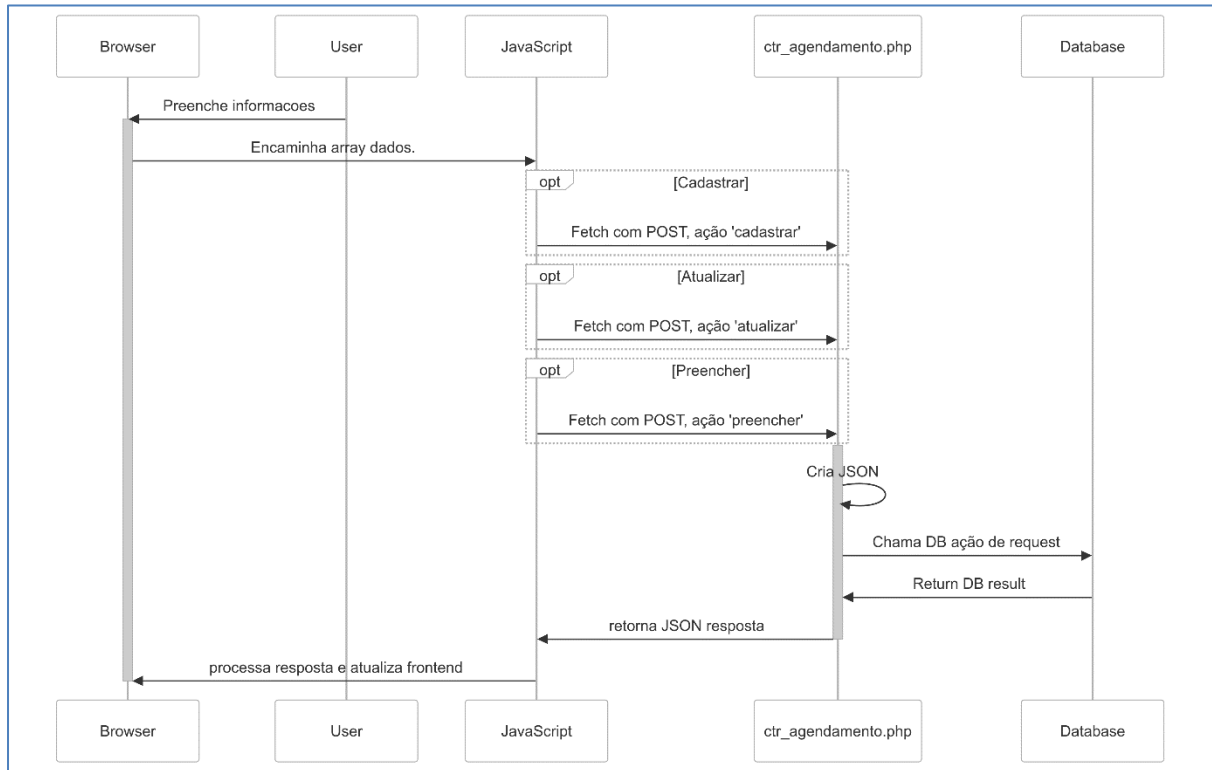 Browser
User
JavaScript
ctr_agendamento.php
Database
Preenche informacoes
Encaminha array dados.
opt
[Cadastrar]
Fetch com POST, ação 'cadastrar'
opt
[Atualizar]
Fetch com POST, ação 'atualizar'
opt
[Preencher]
Fetch com POST, ação 'preencher'
Cria JSON
Chama DB ação de request
Return DB result
retorna JSON resposta
processa resposta e atualiza frontend
Browser
User
JavaScript
ctr_agendamento.php
Database